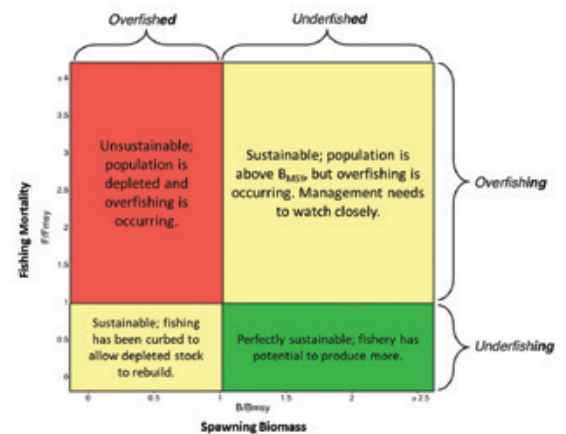 Overfished
Underfished
≥4
3.5
3
2.5
2
1.5
1
0.5
0
Fishing Mortality
F/Fmsy
Unsustainable;
population is
depleted and
overfishing is
occurring.
Sustainable; population is
above BMSY, but overfishing is
occurring. Management needs
to watch closely.
Overfishing
Sustainable; fishing
has been curbed to
allow depleted stock
to rebuild.
Perfectly sustainable; fishery has
potential to produce more.
Underfishing
0
0.5
1
1.5
2
≥2.5
B/Bmsy
Spawning Biomass